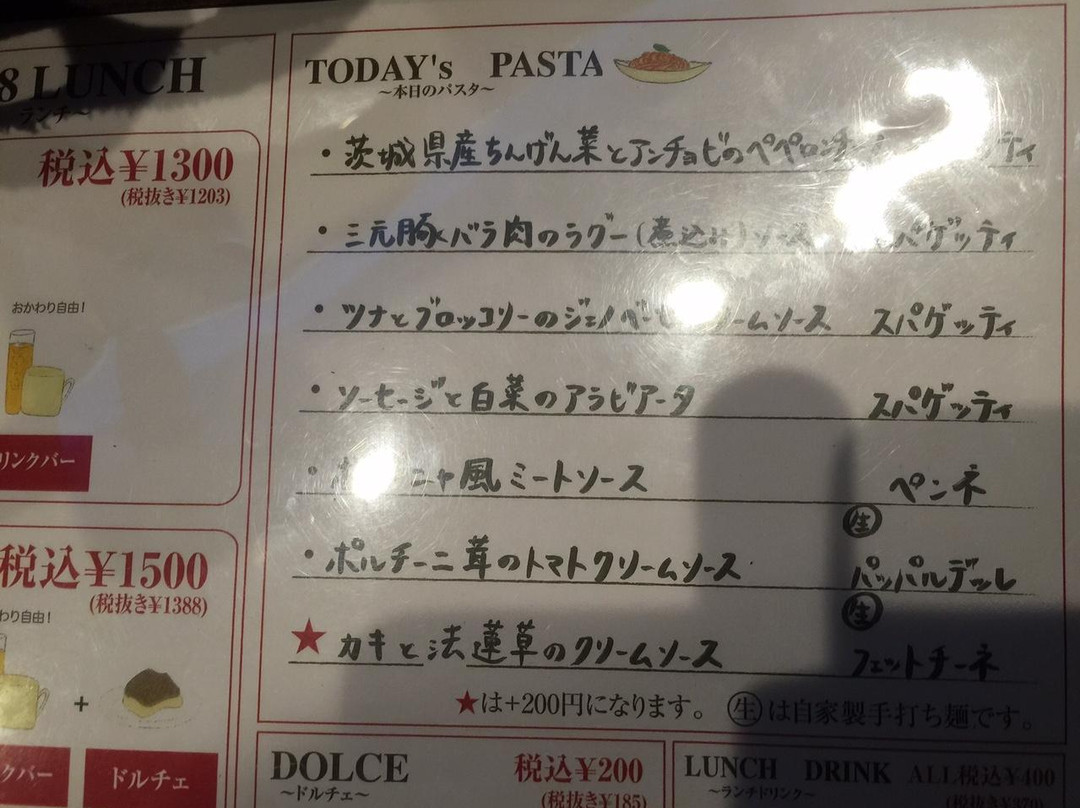 8 LUNCH
税込¥1300
(税抜き¥1203)
おかわり自由!
リンクバー
税込¥1500
(税抜き¥1388)
わり自由!
+
クバー
ドルチェ
TODAY's PASTA
〜本日のパスタ〜
・茨城県産ちんげん菜とアンチョビのペペロンチ ティ
・三元豚バラ肉のラグー(煮込み)ソース スパゲッティ
・ツナとブロッコリーのジェノベーゼクリームソース スパゲッティ
・ソーセージと白菜のアラビアータ スパゲッティ
・ ニャ風ミートソース ペンネ
・ポルチーニ茸のトマトクリームソース 生 パッパルデッレ
★カキと法蓮草のクリームソース 生 フェットチーネ
★は+200円になります。 生は自家製手打ち麺です。
DOLCE
〜ドルチェ〜
税込¥200
(税抜き¥185)
LUNCH DRINK
〜ランチドリンク〜
ALL税込¥400